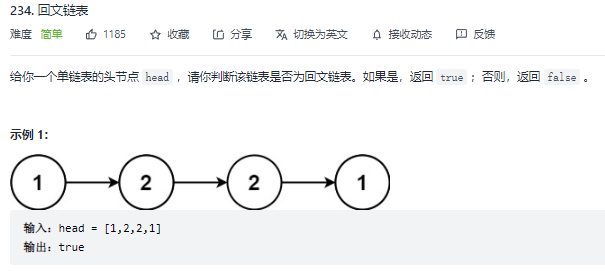 234. 回文链表
难度 简单 1185 收藏 分享 切换为英文 接收动态 反馈
给你一个单链表的头节点 head ，请你判断该链表是否为回文链表。如果是，返回 true ；否则，返回 false 。
示例 1：
1 2 2 1
输入：head = [1,2,2,1]
输出：true